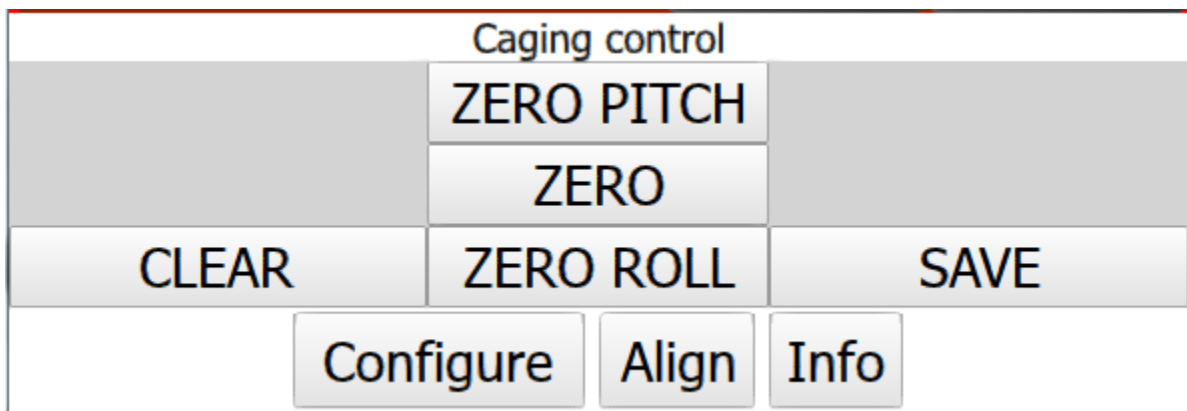 Caging control
ZERO PITCH
ZERO
CLEAR ZERO ROLL SAVE
Configure Align Info